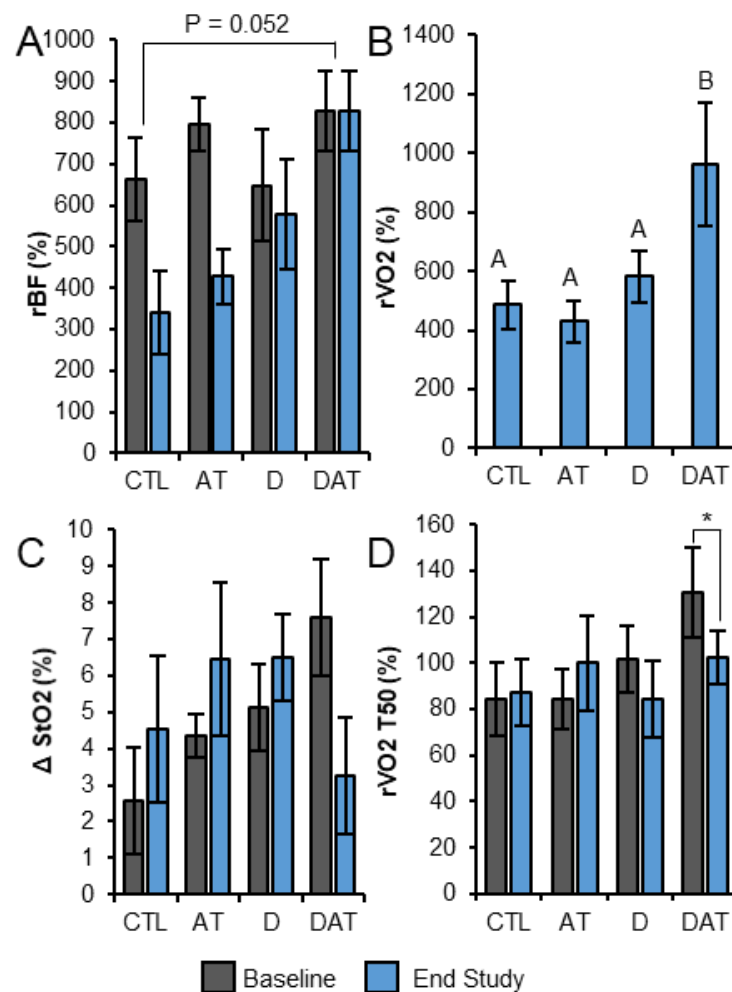 A
P = 0.052
1000
900
800
700
600
500
400
300
200
100
0
rBF (%)
CTL AT D DAT
B
1400
1200
1000
800
600
400
200
0
rVO2 (%)
A
A
A
B
CTL AT D DAT
C
10
9
8
7
6
5
4
3
2
1
0
Δ StO2 (%)
CTL AT D DAT
D
160
140
120
100
80
60
40
20
0
rVO2 T50 (%)
*
CTL AT D DAT
Baseline End Study